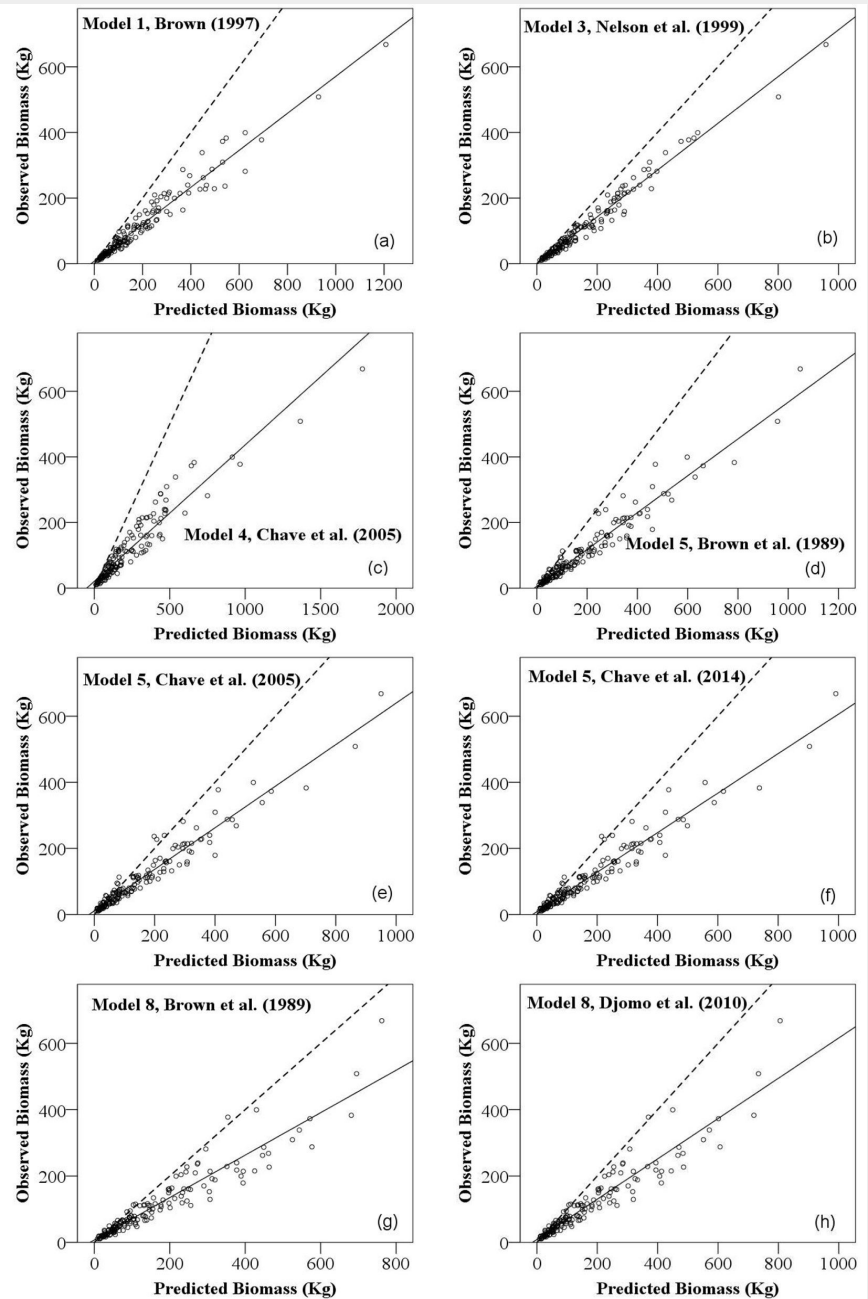 Model 1, Brown (1997)
Observed Biomass (Kg)
600
400
200
0
(a)
0 200 400 600 800 1000 1200
Predicted Biomass (Kg)
Model 3, Nelson et al. (1999)
Observed Biomass (Kg)
600
400
200
0
(b)
0 200 400 600 800 1000
Predicted Biomass (Kg)
Observed Biomass (Kg)
600
400
200
0
Model 4, Chave et al. (2005)
(c)
0 500 1000 1500 2000
Predicted Biomass (Kg)
Observed Biomass (Kg)
600
400
200
0
Model 5, Brown et al. (1989)
(d)
0 200 400 600 800 1000 1200
Predicted Biomass (Kg)
Model 5, Chave et al. (2005)
Observed Biomass (Kg)
600
400
200
0
(e)
0 200 400 600 800 1000
Predicted Biomass (Kg)
Model 5, Chave et al. (2014)
Observed Biomass (Kg)
600
400
200
0
(f)
0 200 400 600 800 1000
Predicted Biomass (Kg)
Model 8, Brown et al. (1989)
Observed Biomass (Kg)
600
400
200
0
(g)
0 200 400 600 800
Predicted Biomass (Kg)
Model 8, Djomo et al. (2010)
Observed Biomass (Kg)
600
400
200
0
(h)
0 200 400 600 800 1000
Predicted Biomass (Kg)